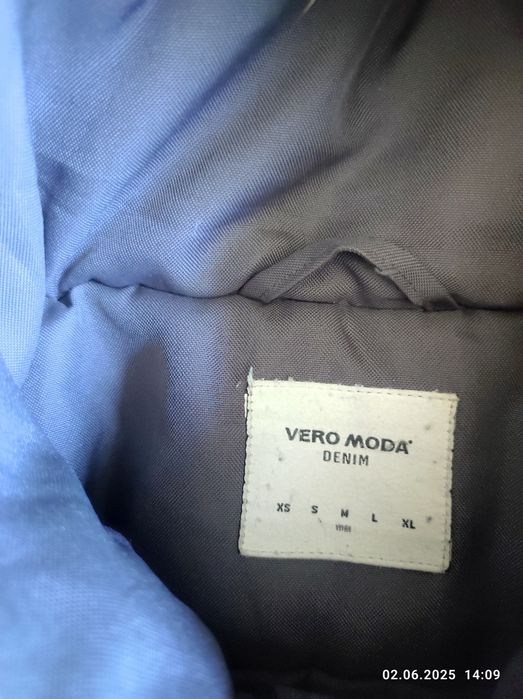 VERO MODA
DENIM
XS S M L XL
02.06.2025 14:09